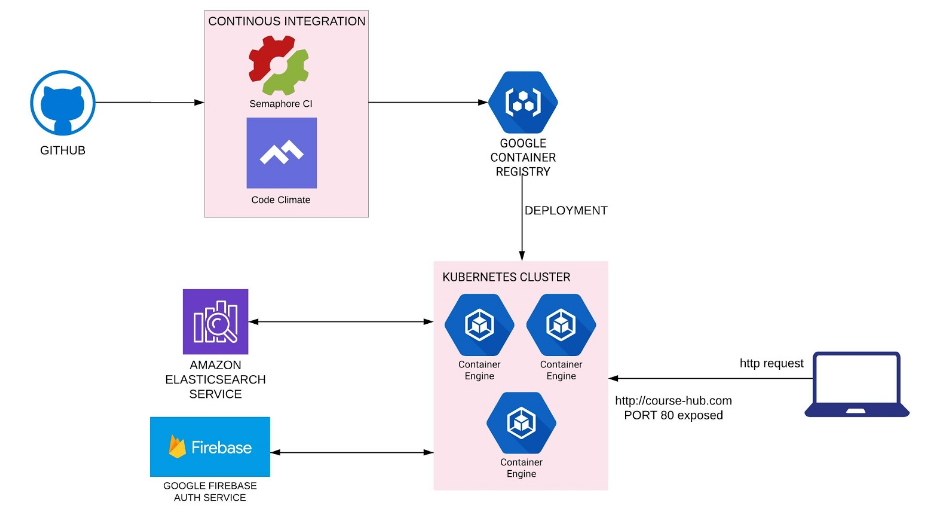 CONTINOUS INTEGRATION
Semaphore CI
Code Climate
GITHUB
GOOGLE
CONTAINER
REGISTRY
DEPLOYMENT
KUBERNETES CLUSTER
Container
Engine
Container
Engine
Container
Engine
AMAZON
ELASTICSEARCH
SERVICE
Firebase
GOOGLE FIREBASE
AUTH SERVICE
http request
http://course-hub.com
PORT 80 exposed